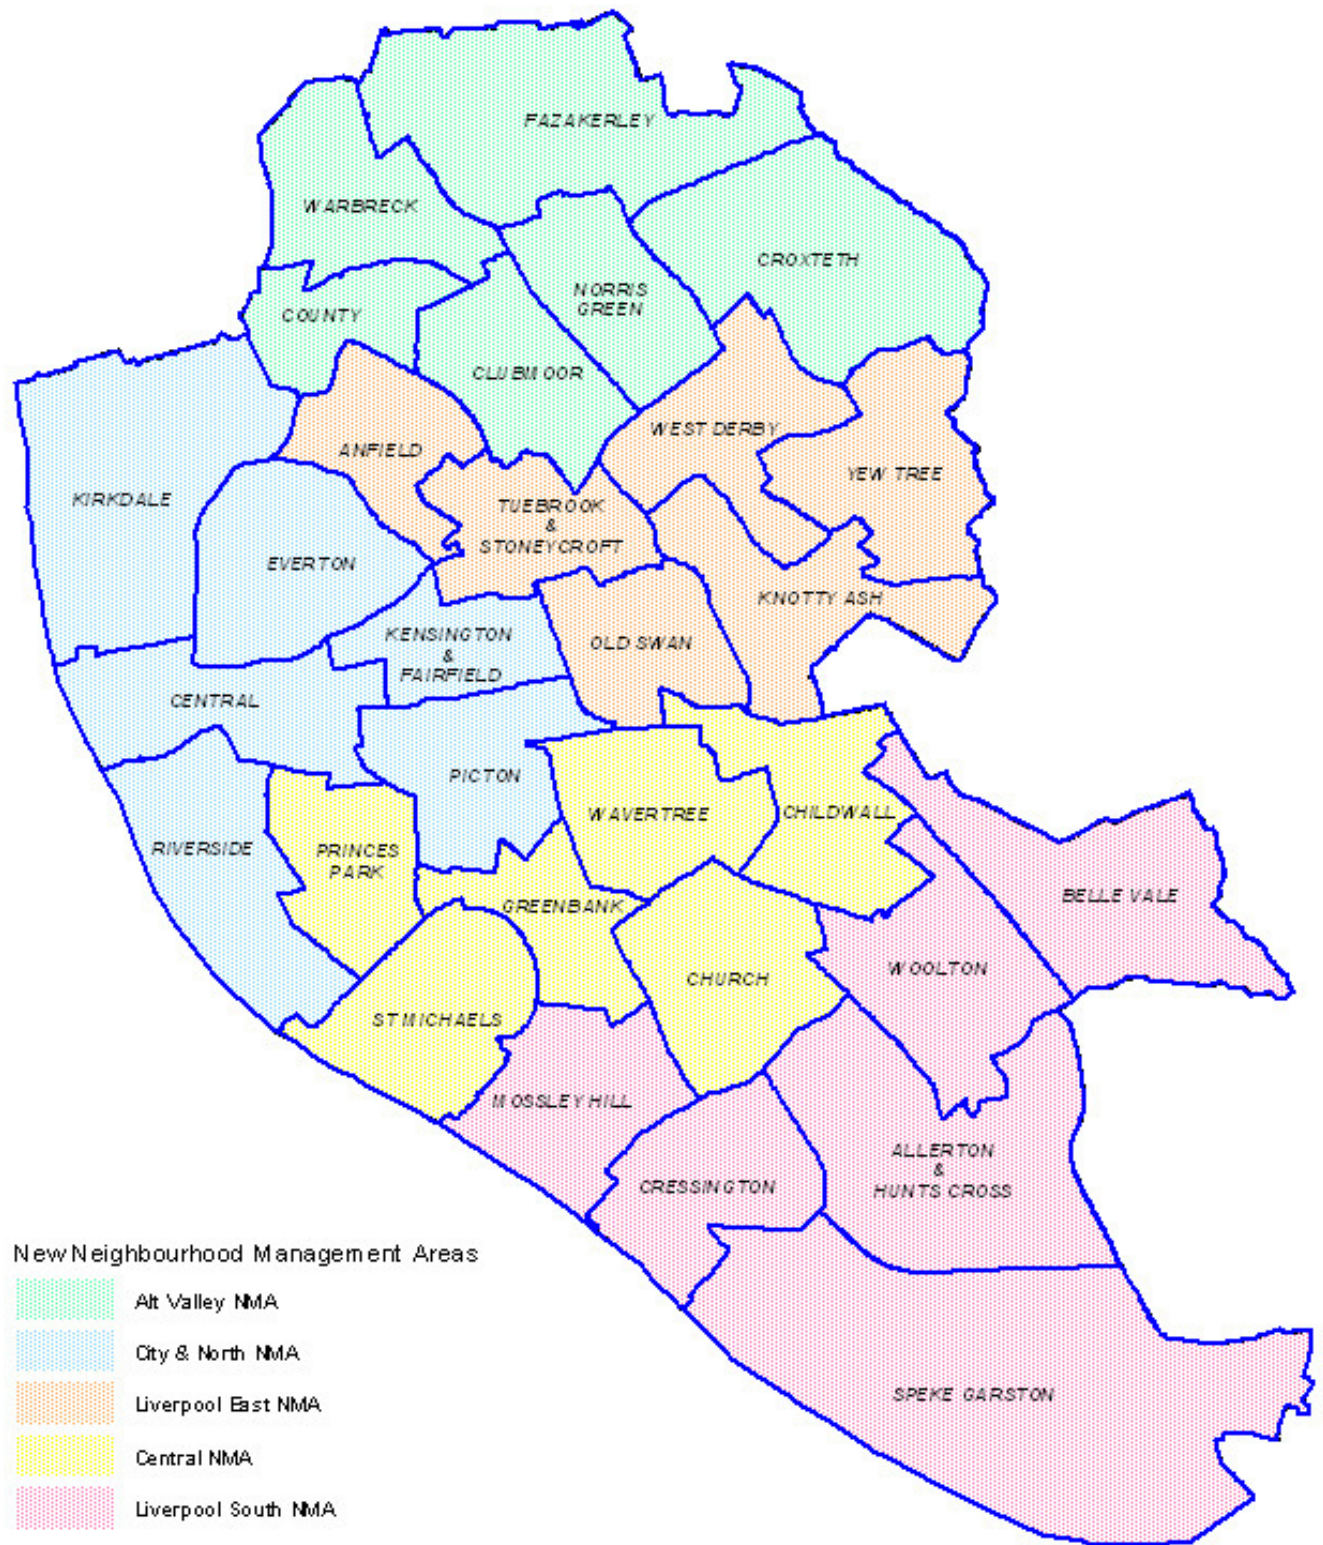 FAZAKERLEY
WARBRECK
CROXTETH
NORRIS
GREEN
COUNTY
CLUBMOOR
WEST DERBY
ANFIELD
YEW TREE
KIRKDALE
TUEBROOK
&
STONEYCROFT
EVERTON
KNOTTY ASH
KENSINGTON
&
FAIRFIELD
OLD SWAN
CENTRAL
PICTON
WAVERTREE
CHILDWALL
RIVERSIDE
PRINCES
PARK
BELLE VALE
GREENBANK
WOOLTON
CHURCH
ST MICHAELS
MOSSLEY HILL
ALLERTON
&
HUNTS CROSS
CRESSINGTON
SPEKE GARSTON
New Neighbourhood Management Areas
Alt Valley NMA
City & North NMA
Liverpool East NMA
Central NMA
Liverpool South NMA